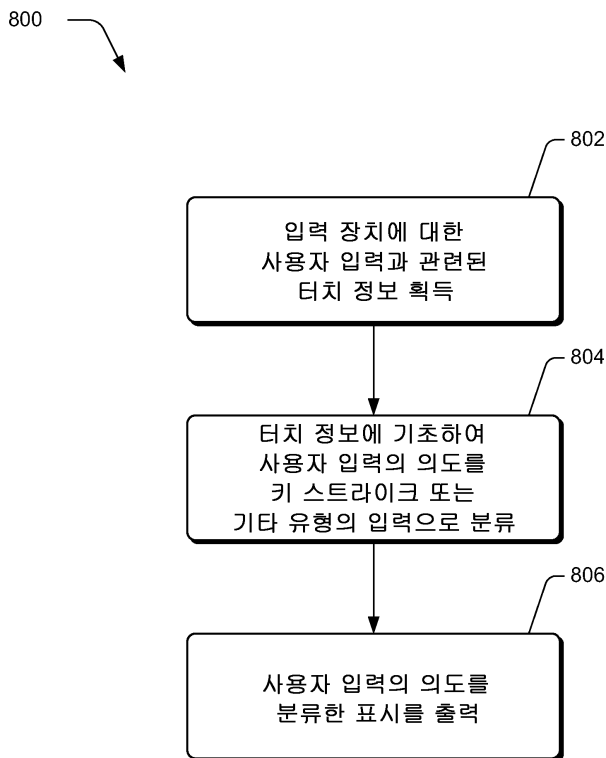 800
802
입력 장치에 대한
사용자 입력과 관련된
터치 정보 획득
804
터치 정보에 기초하여
사용자 입력의 의도를
키 스트라이크 또는
기타 유형의 입력으로 분류
806
사용자 입력의 의도를
분류한 표시를 출력